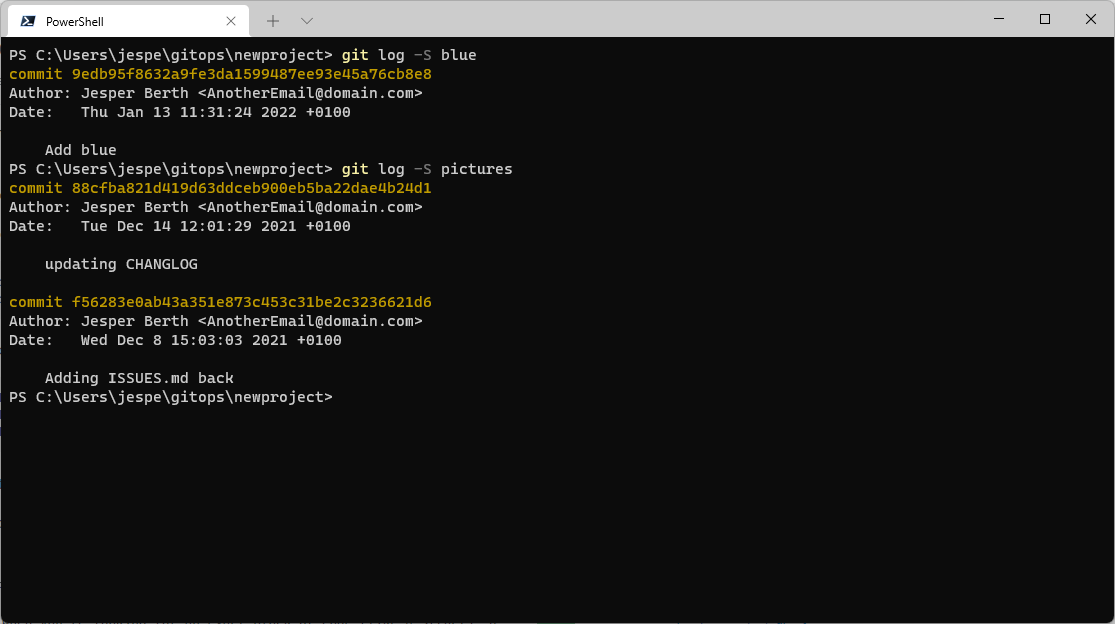 PowerShell
PS C:\Users\jespe\gitops\newproject> git log -S blue
commit 9edb95f8632a9fe3da1599487ee93e45a76cb8e8
Author: Jesper Berth <AnotherEmail@domain.com>
Date:   Thu Jan 13 11:31:24 2022 +0100
    Add blue
PS C:\Users\jespe\gitops\newproject> git log -S pictures
commit 88cfba821d419d63ddceb900eb5ba22dae4b24d1
Author: Jesper Berth <AnotherEmail@domain.com>
Date:   Tue Dec 14 12:01:29 2021 +0100
    updating CHANGLOG
commit f56283e0ab43a351e873c453c31be2c3236621d6
Author: Jesper Berth <AnotherEmail@domain.com>
Date:   Wed Dec 8 15:03:03 2021 +0100
    Adding ISSUES.md back
PS C:\Users\jespe\gitops\newproject>